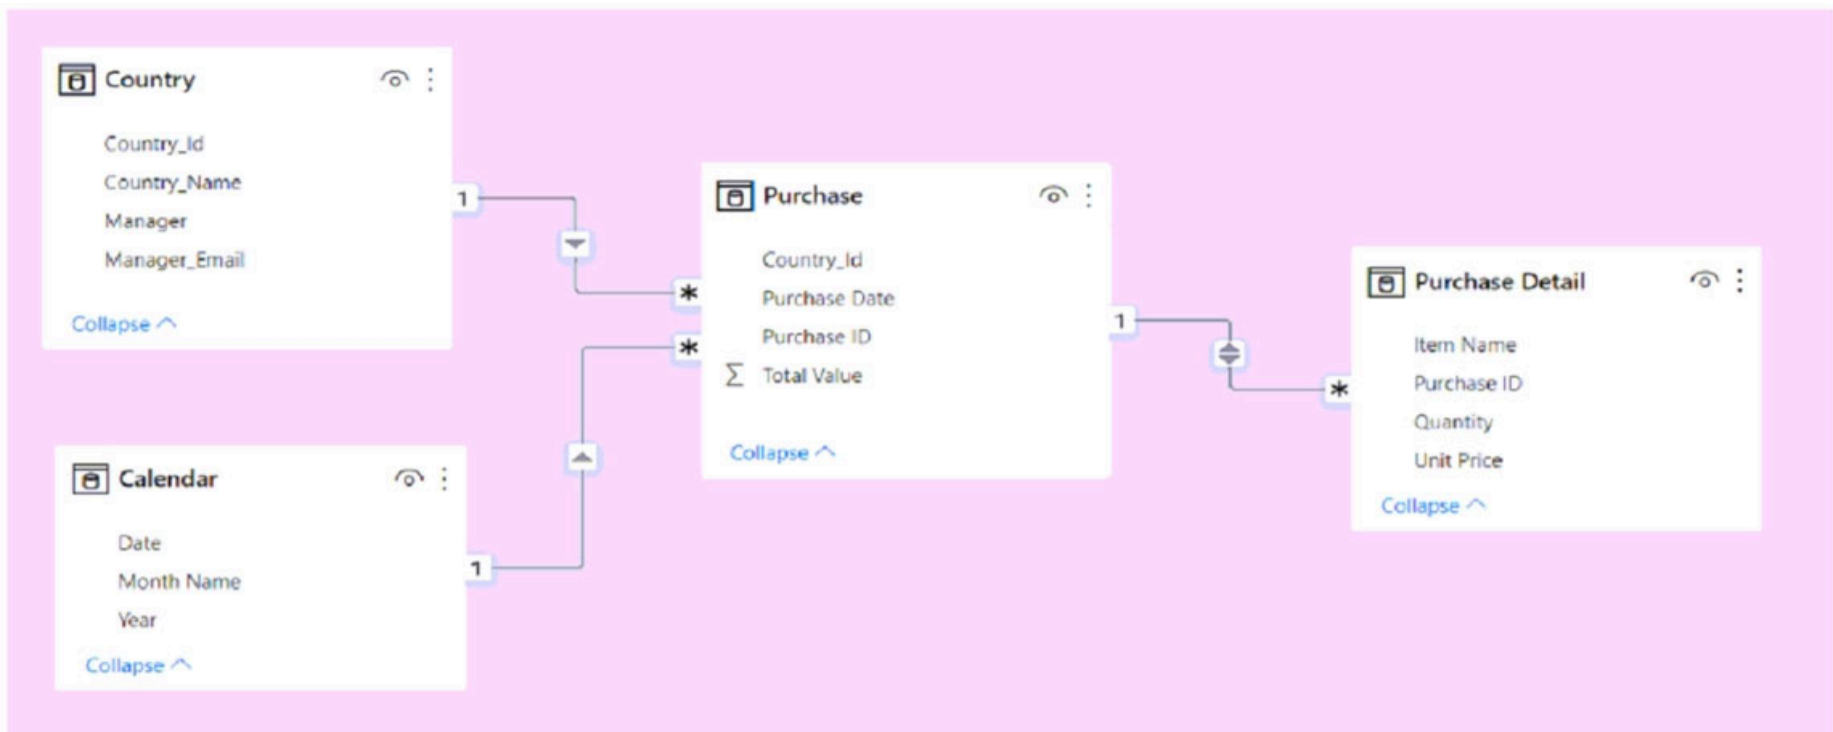 Country
Country_Id
Country_Name
Manager
Manager_Email
Collapse
1
*
Calendar
Date
Month Name
Year
Collapse
1
*
Purchase
Country_Id
Purchase Date
Purchase ID
Σ Total Value
Collapse
1
*
Purchase Detail
Item Name
Purchase ID
Quantity
Unit Price
Collapse